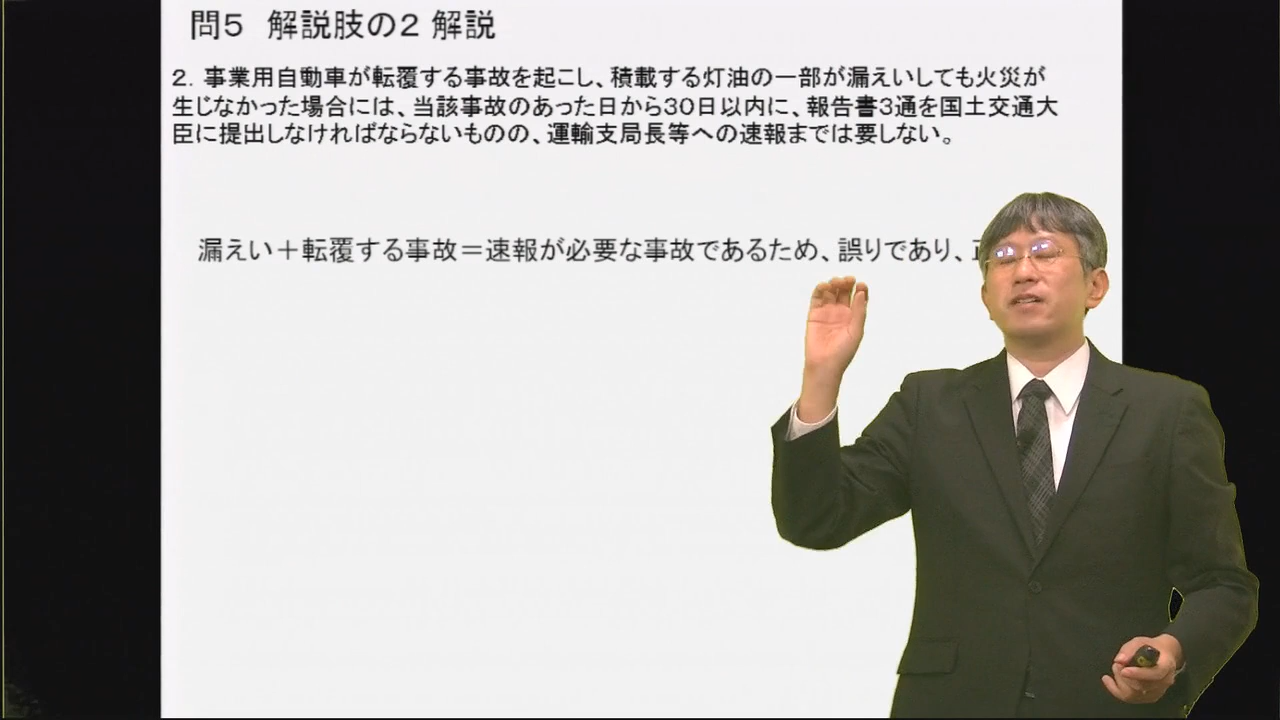 問５　解説肢の２ 解説
２．事業用自動車が転覆する事故を起こし、積載する灯油の一部が漏えいしても火災が
生じなかった場合には、当該事故のあった日から３０日以内に、報告書３通を国土交通大
臣に提出しなければならないものの、運輸支局長等への速報までは要しない。
漏えい＋転覆する事故＝速報が必要な事故であるため、誤りであり、